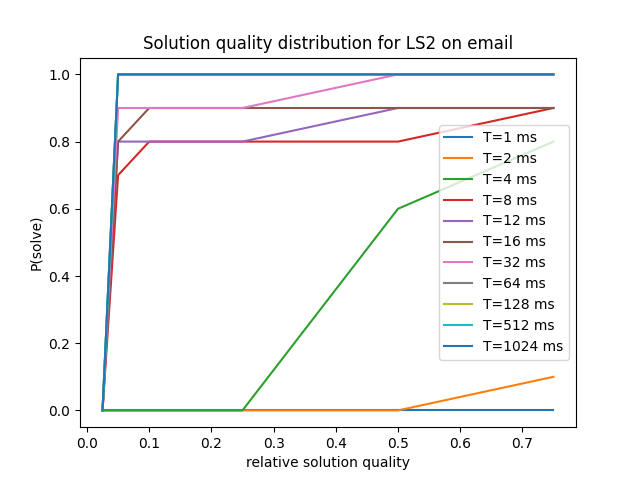 Solution quality distribution for LS2 on email
1.0
0.8
0.6
0.4
0.2
0.0
P(solve)
T=1 ms
T=2 ms
T=4 ms
T=8 ms
T=12 ms
T=16 ms
T=32 ms
T=64 ms
T=128 ms
T=512 ms
T=1024 ms
0.0 0.1 0.2 0.3 0.4 0.5 0.6 0.7
relative solution quality